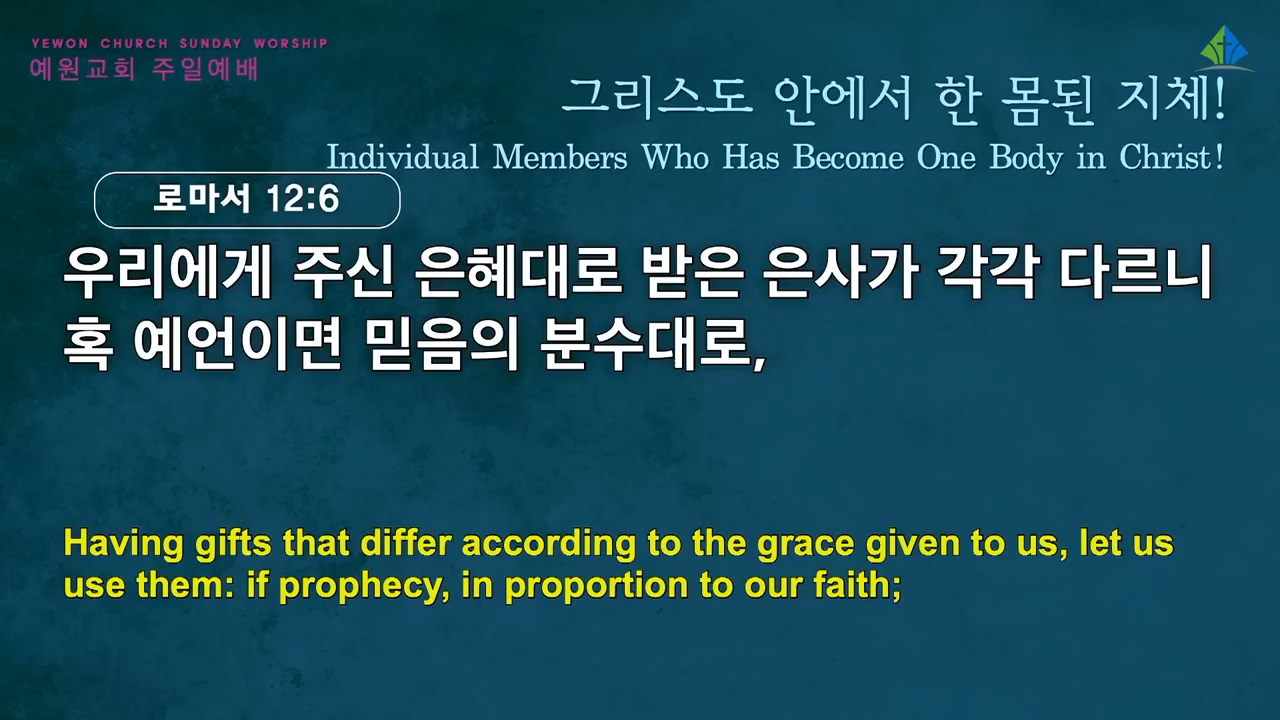 YEWON CHURCH SUNDAY WORSHIP
예원교회 주일예배
그리스도 안에서 한 몸된 지체!
Individual Members Who Has Become One Body in Christ!
로마서 12:6
우리에게 주신 은혜대로 받은 은사가 각각 다르니
혹 예언이면 믿음의 분수대로,
Having gifts that differ according to the grace given to us, let us
use them: if prophecy, in proportion to our faith;